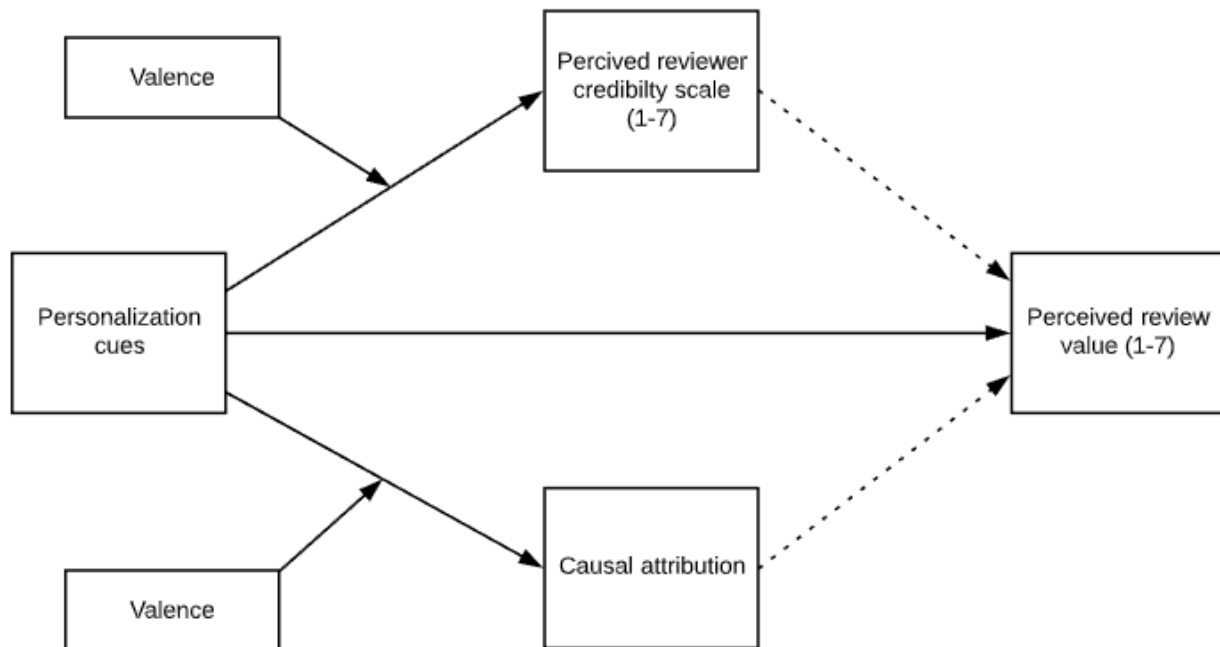 Valence
Percived reviewer
credibilty scale
(1-7)
Personalization
cues
Perceived review
value (1-7)
Causal attribution
Valence